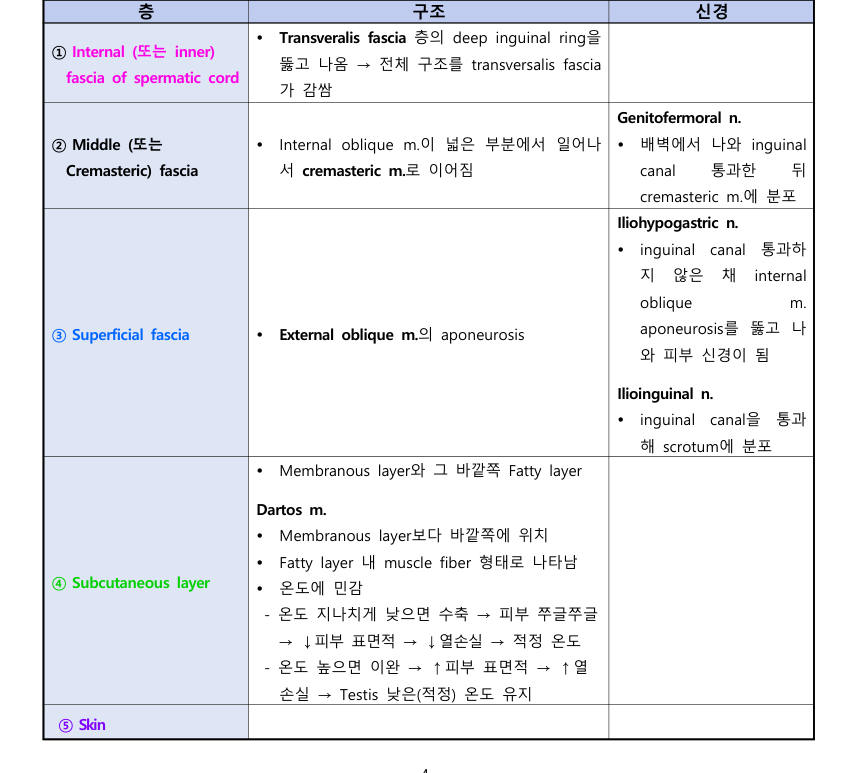 층 구조 신경
① Internal (또는 inner)
fascia of spermatic cord
• Transveralis fascia 층의 deep inguinal ring을
뚫고 나옴 → 전체 구조를 transversalis fascia
가 감쌈
② Middle (또는
Cremasteric) fascia
• Internal oblique m.이 넓은 부분에서 일어나
서 cremasteric m.로 이어짐
Genitofermoral n.
• 배벽에서 나와 inguinal
canal 통과한 뒤
cremasteric m.에 분포
③ Superficial fascia
• External oblique m.의 aponeurosis
Iliohypogastric n.
• inguinal canal 통과하
지 않은 채 internal
oblique m.
aponeurosis를 뚫고 나
와 피부 신경이 됨
Ilioinguinal n.
• inguinal canal을 통과
해 scrotum에 분포
④ Subcutaneous layer
• Membranous layer와 그 바깥쪽 Fatty layer
Dartos m.
• Membranous layer보다 바깥쪽에 위치
• Fatty layer 내 muscle fiber 형태로 나타남
• 온도에 민감
- 온도 지나치게 낮으면 수축 → 피부 쭈글쭈글
→ ↓피부 표면적 → ↓열손실 → 적정 온도
- 온도 높으면 이완 → ↑피부 표면적 → ↑열
손실 → Testis 낮은(적정) 온도 유지
⑤ Skin